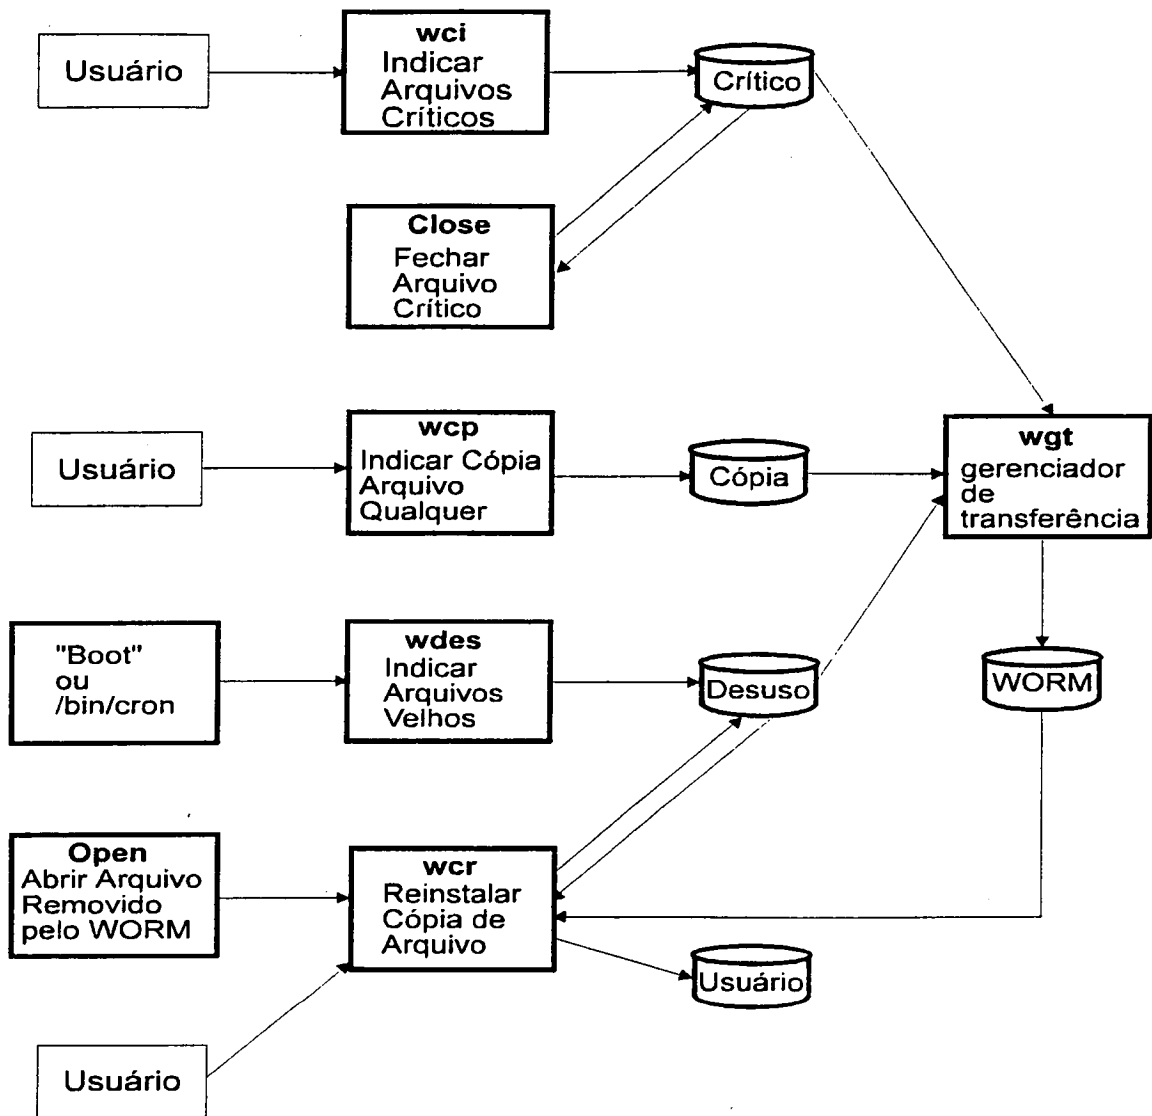 Usuário
wci
Indicar
Arquivos
Críticos
Crítico
Close
Fechar
Arquivo
Crítico
Usuário
wcp
Indicar Cópia
Arquivo
Qualquer
Cópia
wgt
gerenciador
de
transferência
"Boot"
ou
/bin/cron
wdes
Indicar
Arquivos
Velhos
Desuso
WORM
Open
Abrir Arquivo
Removido
pelo WORM
wcr
Reinstalar
Cópia de
Arquivo
Usuário
Usuário